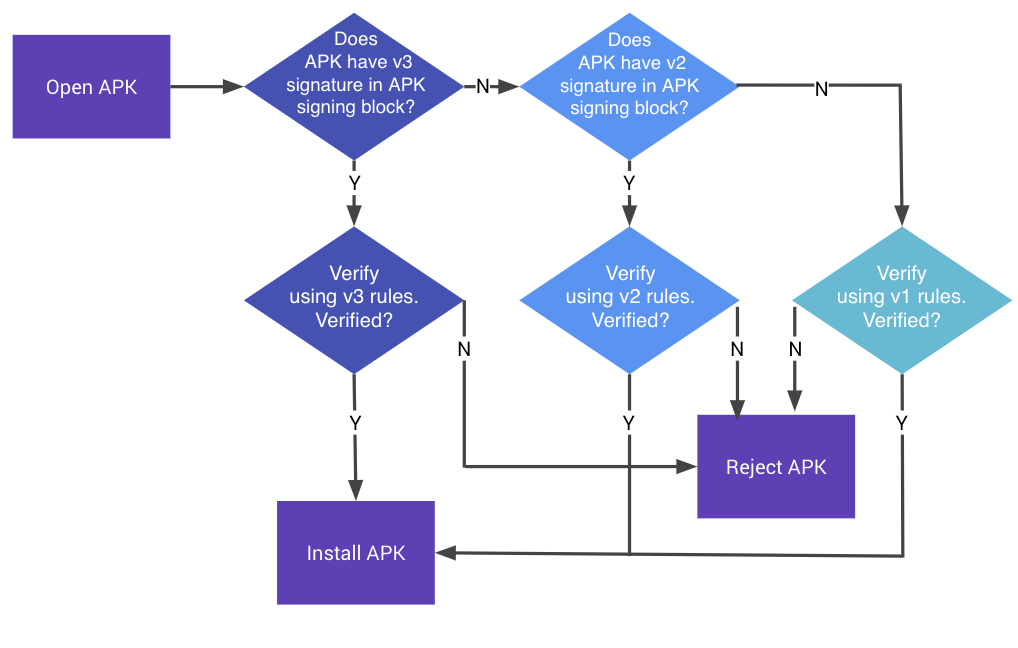 Open APK
Does
APK have v3
signature in APK
signing block?
N
Does
APK have v2
signature in APK
signing block?
N
Y
Y
Verify
using v3 rules.
Verified?
Verify
using v2 rules.
Verified?
Verify
using v1 rules.
Verified?
N
N
N
Y
Y
Y
Reject APK
Install APK